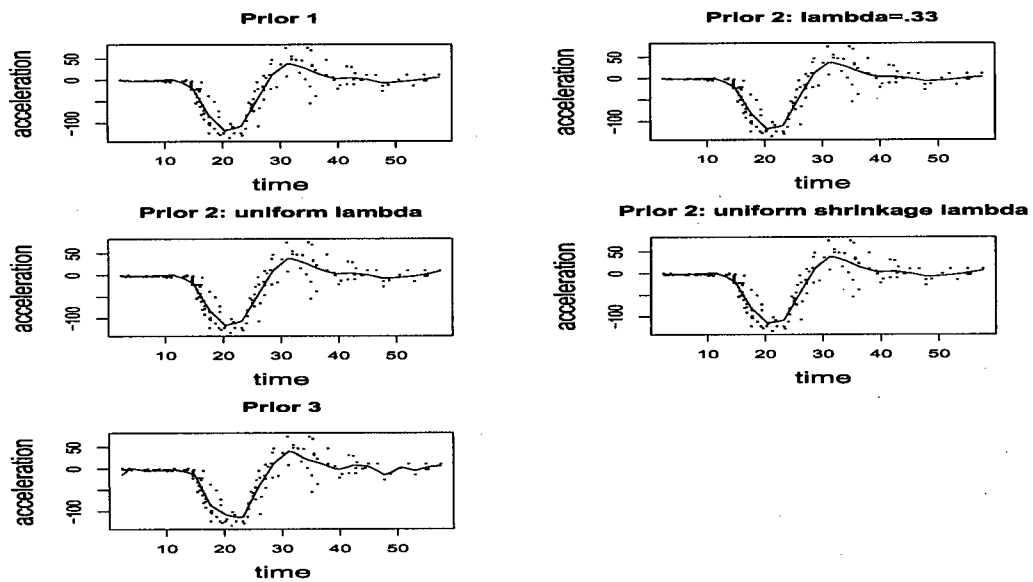 Prior 1
Prior 2: lambda=.33
acceleration
50
0
-100
10 20 30 40 50
time
acceleration
50
0
-100
10 20 30 40 50
time
Prior 2: uniform lambda
Prior 2: uniform shrinkage lambda
acceleration
50
0
-100
10 20 30 40 50
time
acceleration
50
0
-100
10 20 30 40 50
time
Prior 3
acceleration
50
0
-100
10 20 30 40 50
time